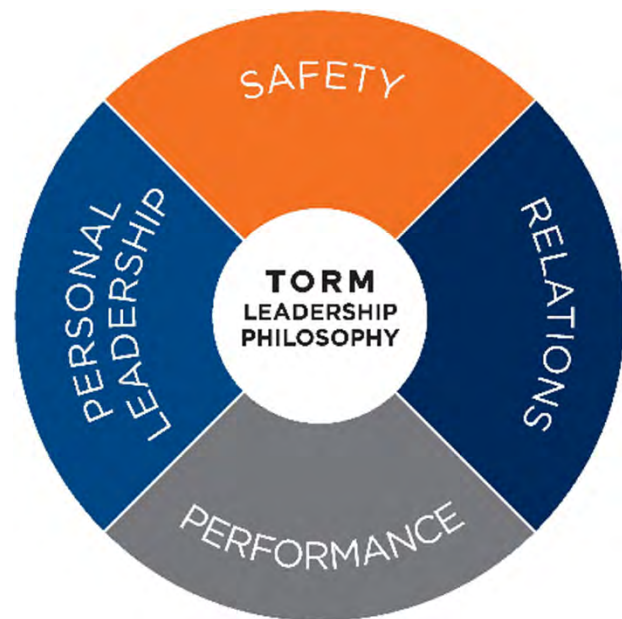 SAFETY
PERSONAL
LEADERSHIP
TORM
LEADERSHIP
PHILOSOPHY
RELATIONS
PERFORMANCE